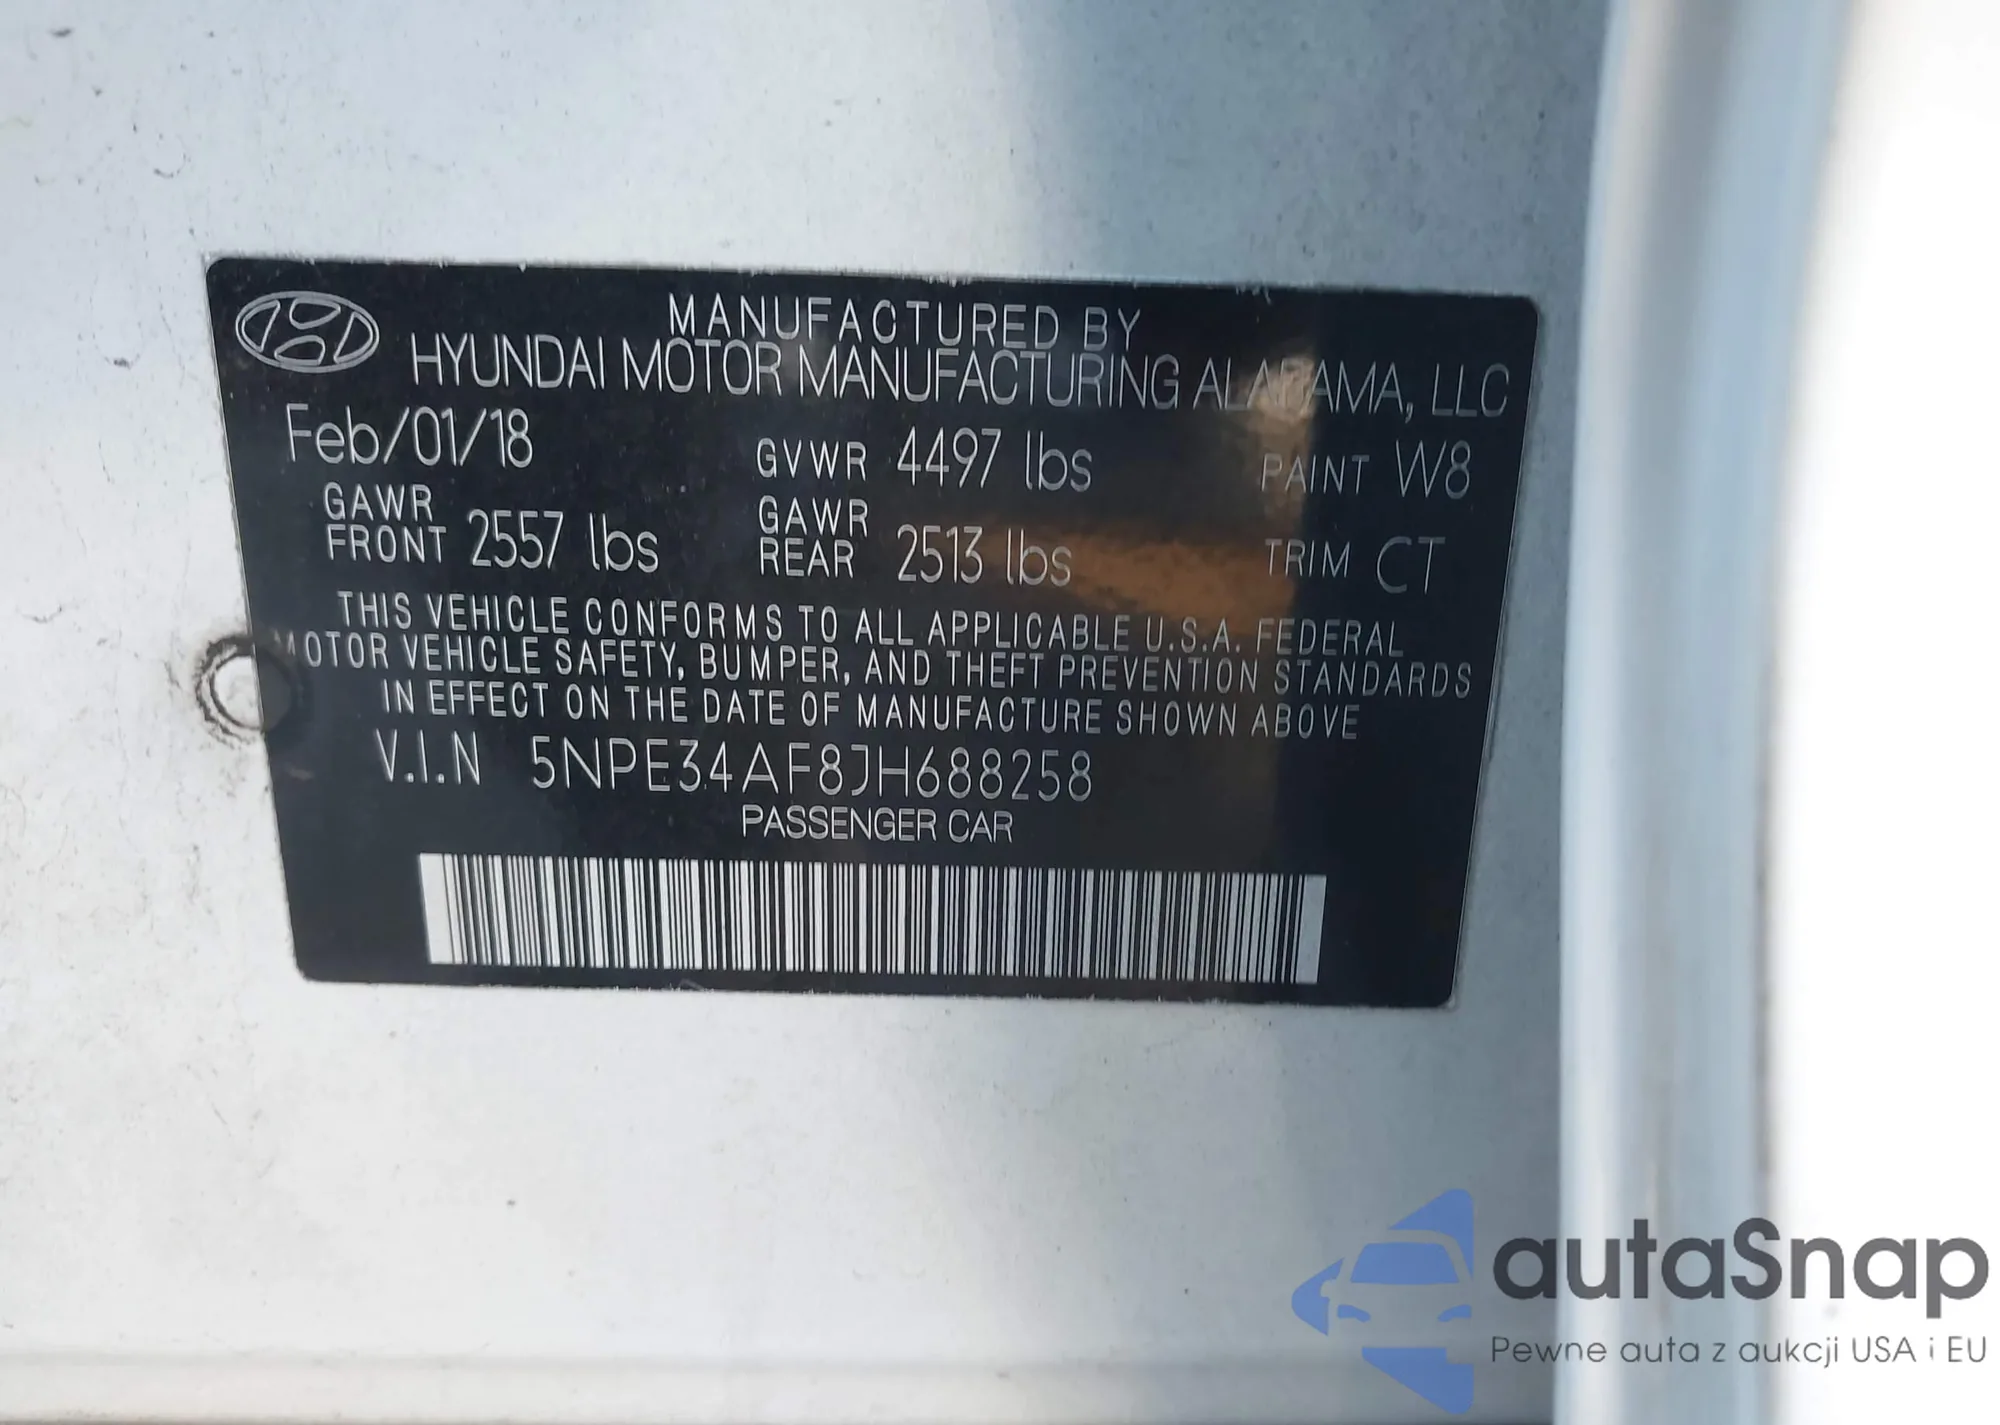 MANUFACTURED BY
HYUNDAI MOTOR MANUFACTURING ALABAMA, LLC
Feb/01/18 GVWR 4497 lbs PAINT W8
GAWR FRONT 2557 lbs GAWR REAR 2513 lbs TRIM CT
THIS VEHICLE CONFORMS TO ALL APPLICABLE U.S.A. FEDERAL
MOTOR VEHICLE SAFETY, BUMPER, AND THEFT PREVENTION STANDARDS
IN EFFECT ON THE DATE OF MANUFACTURE SHOWN ABOVE
V.I.N 5NPE34AF8JH688258
PASSENGER CAR
autaSnap
Pewne auta z aukcji USA i EU